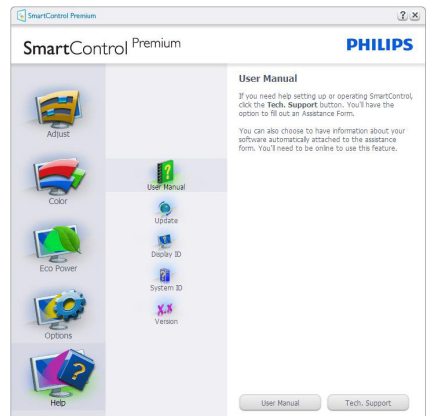 SmartControl Premium
SmartControl Premium
PHILIPS
Adjust
Color
Eco Power
Options
Help
User Manual
Update
Display ID
System ID
X.X
Version
User Manual
If you need help setting up or operating SmartControl,
click the Tech. Support button. You'll have the
option to fill out an Assistance Form.
You can also choose to have information about your
software automatically attached to the assistance
form. You'll need to be online to use this feature.
User Manual
Tech. Support